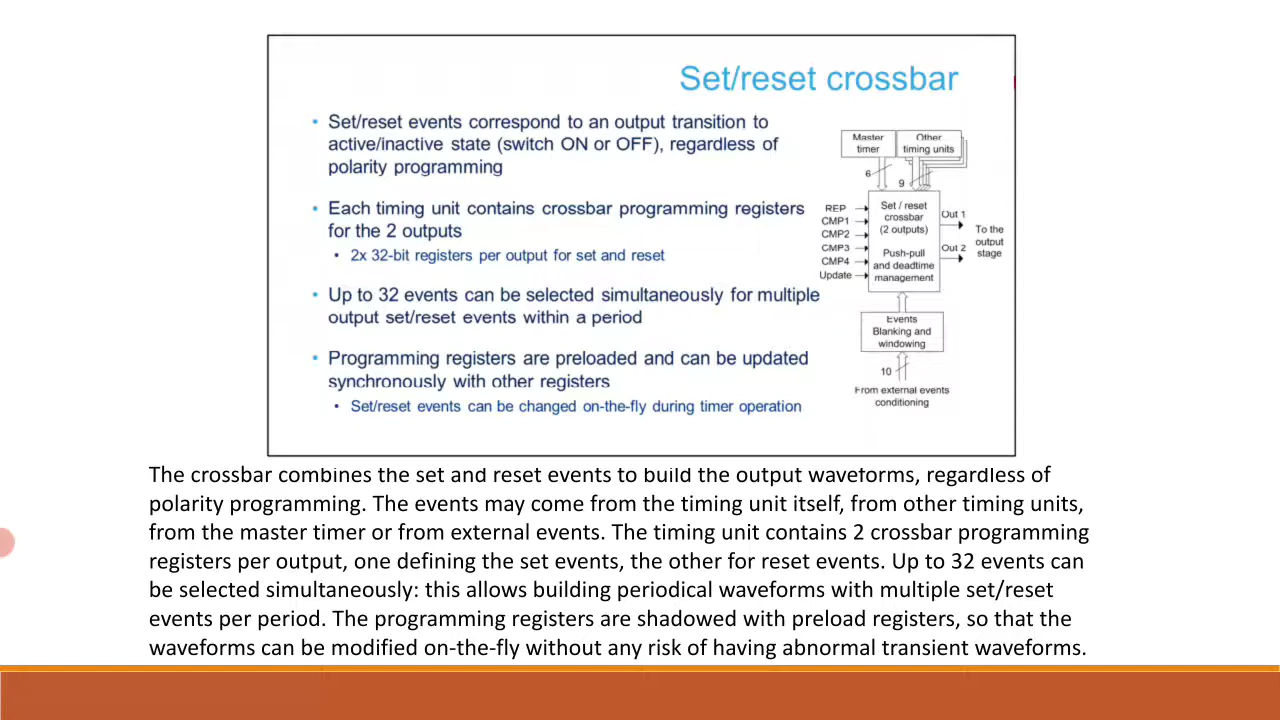 Set/reset crossbar
• Set/reset events correspond to an output transition to
active/inactive state (switch ON or OFF), regardless of
polarity programming
• Each timing unit contains crossbar programming registers
for the 2 outputs
• 2x 32-bit registers per output for set and reset
• Up to 32 events can be selected simultaneously for multiple
output set/reset events within a period
• Programming registers are preloaded and can be updated
synchronously with other registers
• Set/reset events can be changed on-the-fly during timer operation
Master
timer
Other
timing units
6
9
REP
CMP1
CMP2
CMP3
CMP4
Update
Set / reset
crossbar
(2 outputs)
Push-pull
and deadtime
management
Out 1
Out 2
To the
output
stage
Events
Blanking and
windowing
10
From external events
conditioning
The crossbar combines the set and reset events to build the output waveforms, regardless of
polarity programming. The events may come from the timing unit itself, from other timing units,
from the master timer or from external events. The timing unit contains 2 crossbar programming
registers per output, one defining the set events, the other for reset events. Up to 32 events can
be selected simultaneously: this allows building periodical waveforms with multiple set/reset
events per period. The programming registers are shadowed with preload registers, so that the
waveforms can be modified on-the-fly without any risk of having abnormal transient waveforms.